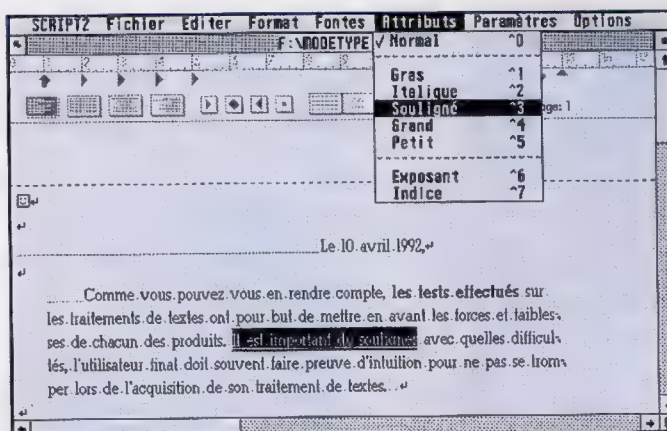 SCRIPT2 Fichier Editer Format Fontes Attributs Paramètres Options
F:\MODETYPE
✓ Normal ^0
Gras ^1
Italique ^2
Souligné ^3
Grand ^4
Petit ^5
Exposant ^6
Indice ^7
1
Le 10 avril 1992,
Comme vous pouvez vous en rendre compte, les tests effectués sur
les traitements de textes ont pour but de mettre en avant les forces et faibles-
ses de chacun des produits. Il est important de souligner avec quelles difficul-
tés, l'utilisateur final doit souvent faire preuve d'intuition pour ne pas se trom-
per lors de l'acquisition de son traitement de textes.